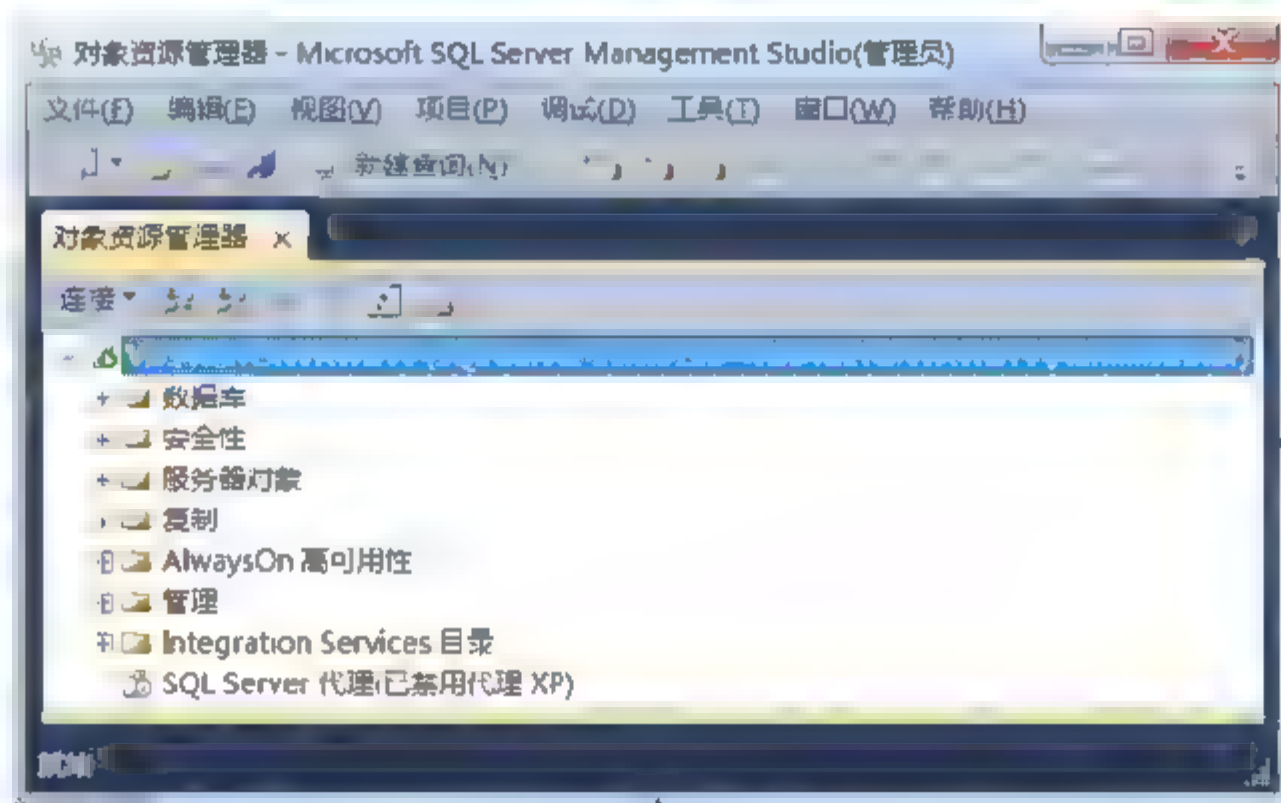 对象资源管理器 - Microsoft SQL Server Management Studio(管理员)
文件(F) 编辑(E) 视图(V) 项目(P) 调试(D) 工具(T) 窗口(W) 帮助(H)
新建查询(N)
对象资源管理器 ×
连接
数据库
安全性
服务器对象
复制
AlwaysOn 高可用性
管理
Integration Services 目录
SQL Server 代理(已禁用代理 XP)